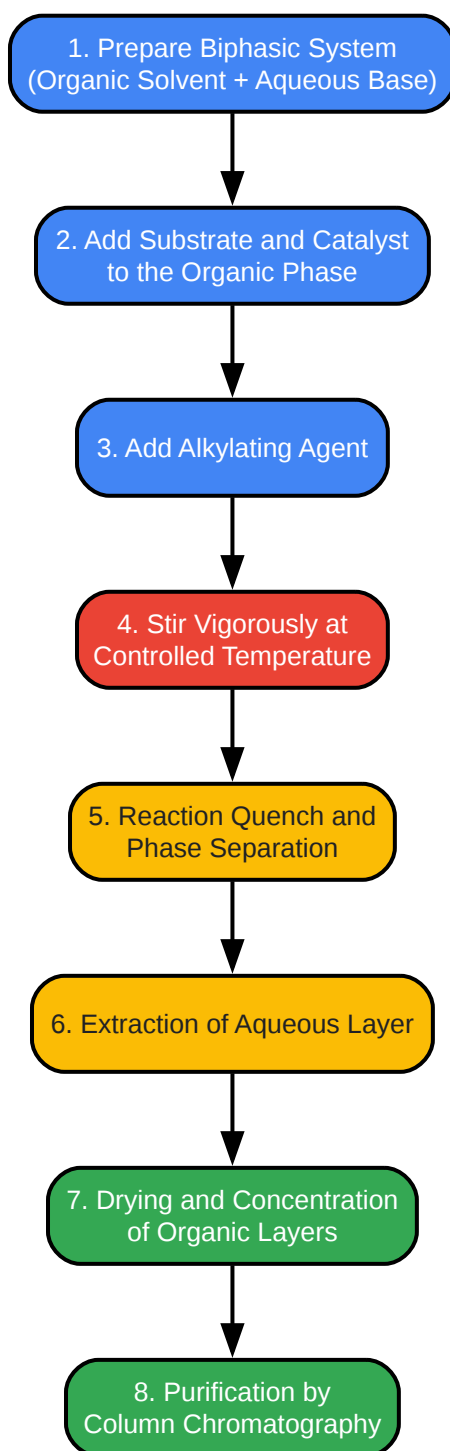 1. Prepare Biphasic System
(Organic Solvent + Aqueous Base)
2. Add Substrate and Catalyst
to the Organic Phase
3. Add Alkylating Agent
4. Stir Vigorously at
Controlled Temperature
5. Reaction Quench and
Phase Separation
6. Extraction of Aqueous Layer
7. Drying and Concentration
of Organic Layers
8. Purification by
Column Chromatography